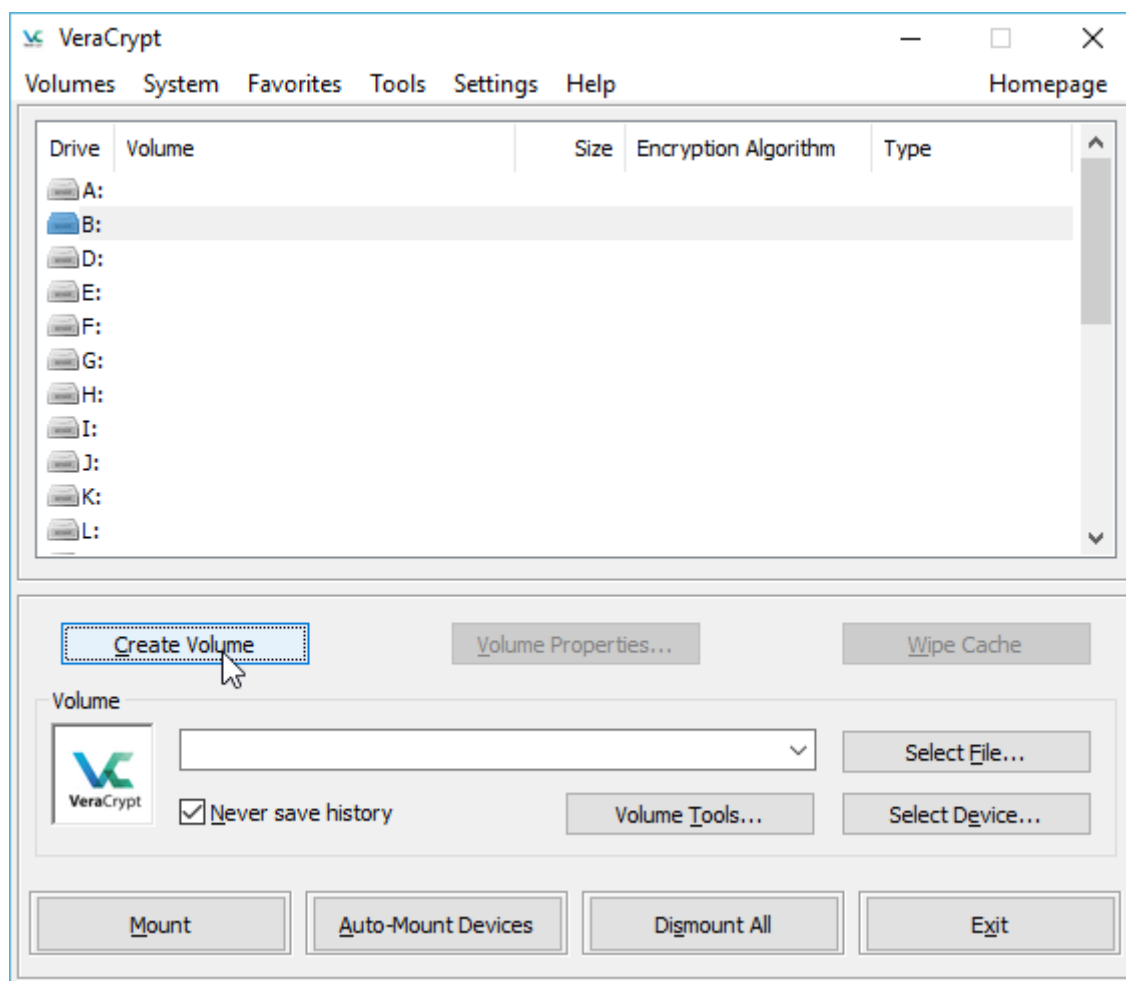 VeraCrypt
Volumes System Favorites Tools Settings Help Homepage
Drive Volume Size Encryption Algorithm Type
A:
B:
D:
E:
F:
G:
H:
I:
J:
K:
L:
Create Volume Volume Properties... Wipe Cache
Volume
VeraCrypt
Select File...
Never save history Volume Tools... Select Device...
Mount Auto-Mount Devices Dismount All Exit